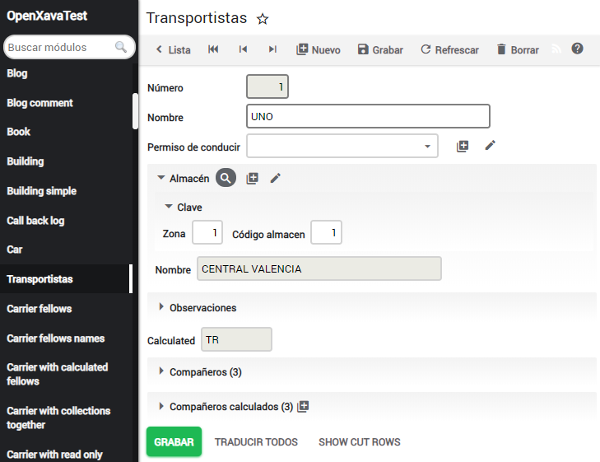 OpenXavaTest
Buscar módulos
Blog
Blog comment
Book
Building
Building simple
Call back log
Car
Transportistas
Carrier fellows
Carrier fellows names
Carrier with calculated
fellows
Carrier with collections
together
Carrier with read only
Transportistas
Lista Nuevo Grabar Refrescar Borrar
Número 1
Nombre UNO
Permiso de conducir
Almacén
Clave
Zona 1 Código almacen 1
Nombre CENTRAL VALENCIA
Observaciones
Calculated TR
Compañeros (3)
Compañeros calculados (3)
GRABAR TRADUCIR TODOS SHOW CUT ROWS